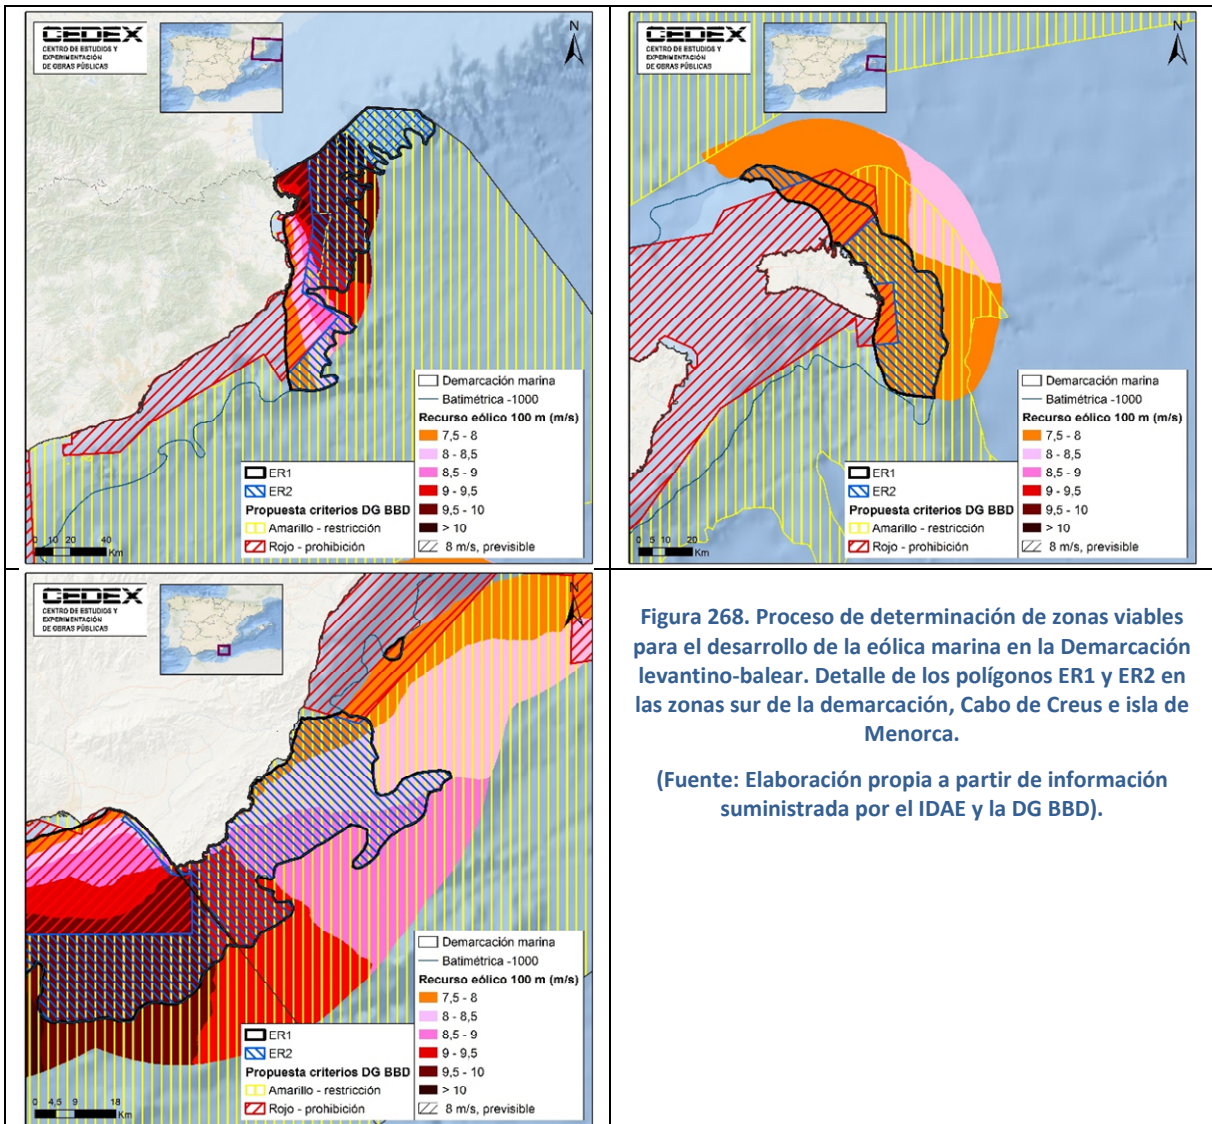 CEDEX
CENTRO DE ESTUDIOS Y
EXPERIMENTACIÓN
DE OBRAS PÚBLICAS
N
Demarcación marina
Batimétrica -1000
Recurso eólico 100 m (m/s)
7,5 - 8
8 - 8,5
8,5 - 9
9 - 9,5
9,5 - 10
> 10
8 m/s, previsible
ER1
ER2
Propuesta criterios DG BBD
Amarillo - restricción
Rojo - prohibición
0 10 20 40
Km
CEDEX
CENTRO DE ESTUDIOS Y
EXPERIMENTACIÓN
DE OBRAS PÚBLICAS
N
Demarcación marina
Batimétrica -1000
Recurso eólico 100 m (m/s)
7,5 - 8
8 - 8,5
8,5 - 9
9 - 9,5
9,5 - 10
> 10
8 m/s, previsible
ER1
ER2
Propuesta criterios DG BBD
Amarillo - restricción
Rojo - prohibición
0 5 10 20
Km
CEDEX
CENTRO DE ESTUDIOS Y
EXPERIMENTACIÓN
DE OBRAS PÚBLICAS
N
Demarcación marina
Batimétrica -1000
Recurso eólico 100 m (m/s)
7,5 - 8
8 - 8,5
8,5 - 9
9 - 9,5
9,5 - 10
> 10
8 m/s, previsible
ER1
ER2
Propuesta criterios DG BBD
Amarillo - restricción
Rojo - prohibición
0 4,5 9 18
Km
Figura 268. Proceso de determinación de zonas viables
para el desarrollo de la eólica marina en la Demarcación
levantino-balear. Detalle de los polígonos ER1 y ER2 en
las zonas sur de la demarcación, Cabo de Creus e isla de
Menorca.
(Fuente: Elaboración propia a partir de información
suministrada por el IDAE y la DG BBD).